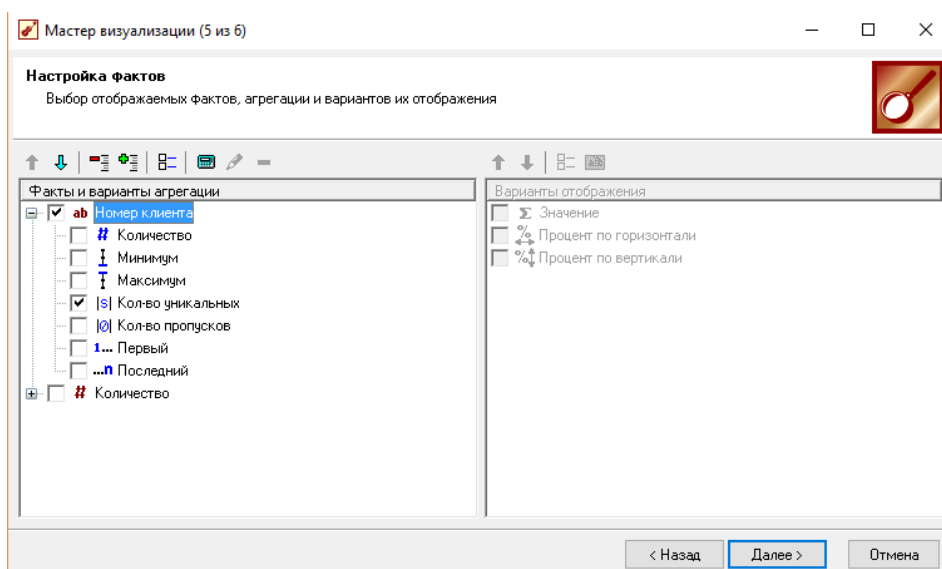 Мастер визуализации (5 из 6)
Настройка фактов
Выбор отображаемых фактов, агрегации и вариантов их отображения
Факты и варианты агрегации
ab Номер клиента
# Количество
Минимум
Максимум
|s| Кол-во уникальных
|0| Кол-во пропусков
1... Первый
...n Последний
# Количество
Варианты отображения
Σ Значение
% Процент по горизонтали
% Процент по вертикали
< Назад
Далее >
Отмена